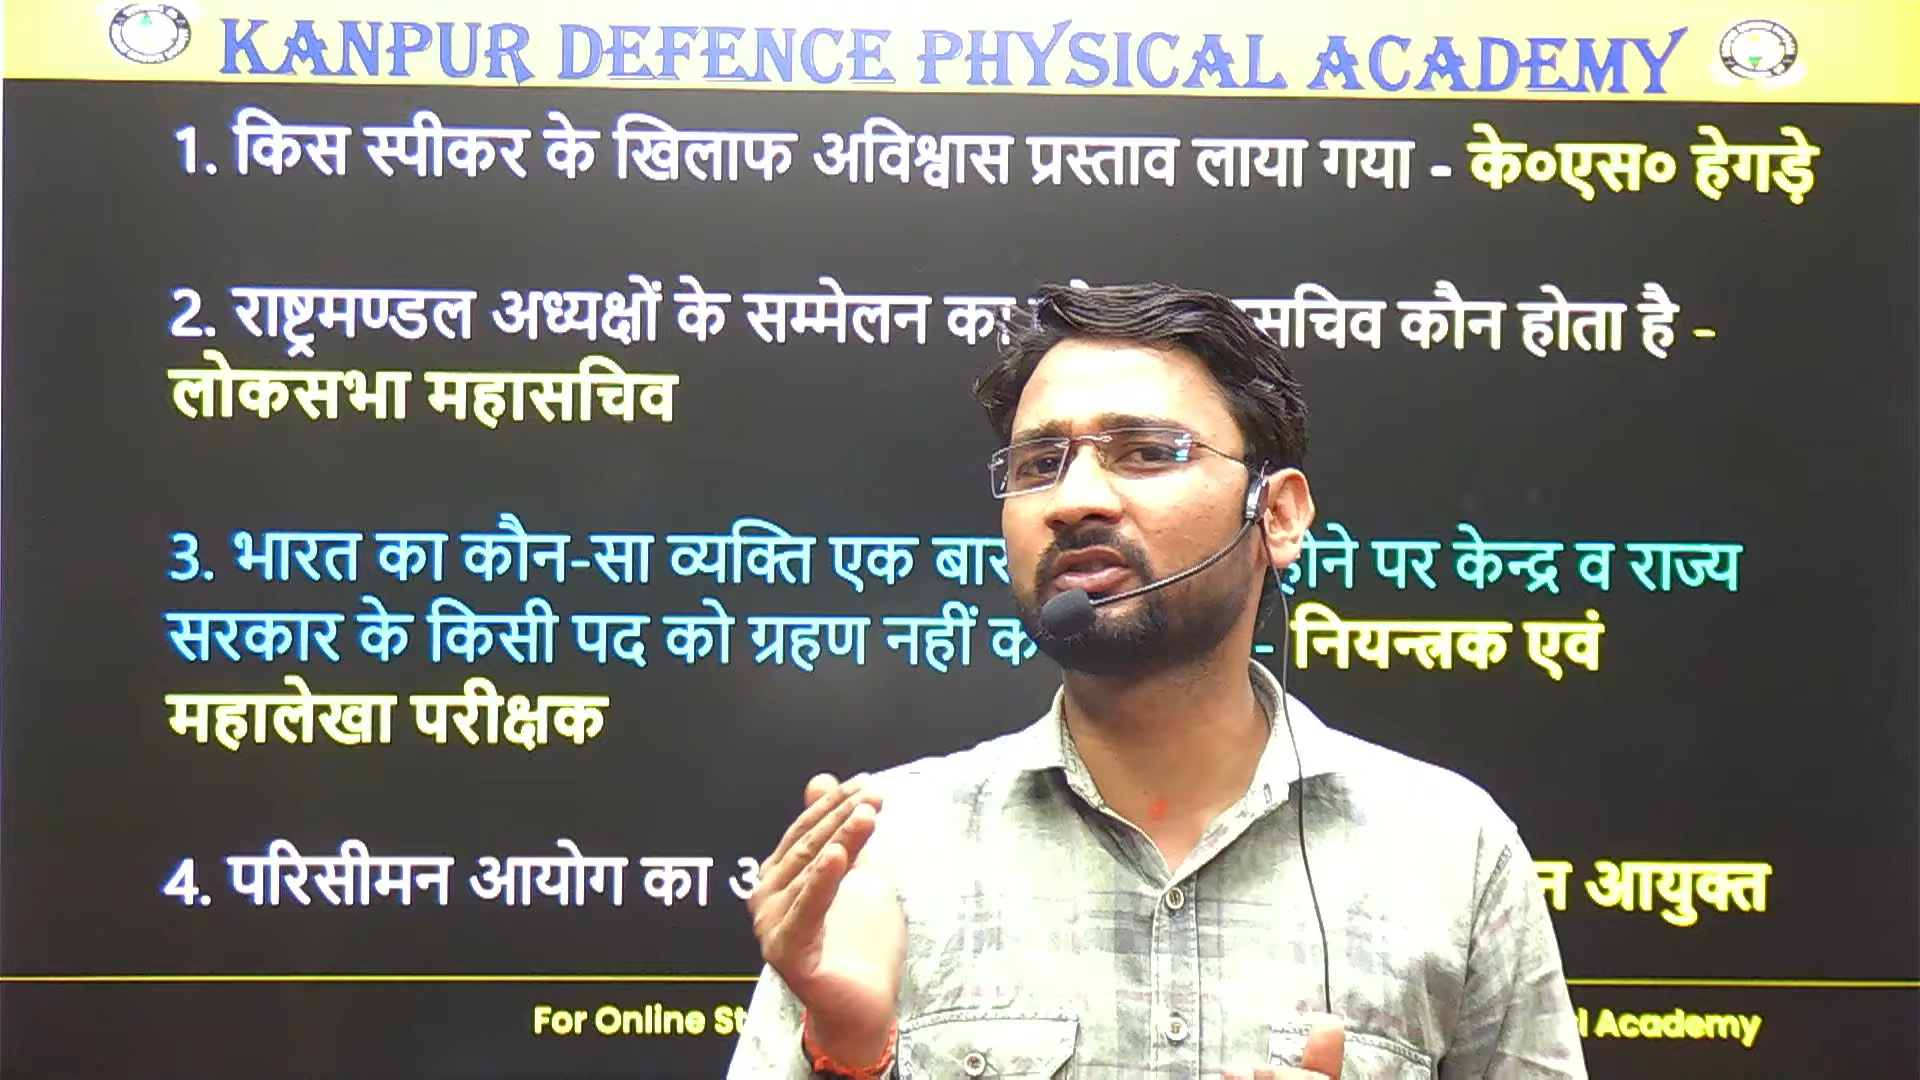 KANPUR DEFENCE PHYSICAL ACADEMY
1. किस स्पीकर के खिलाफ अविश्वास प्रस्ताव लाया गया - के०एस० हेगड़े
2. राष्ट्रमण्डल अध्यक्षों के सम्मेलन सचिव कौन होता है -
लोकसभा महासचिव
3. भारत का कौन-सा व्यक्ति एक बार होने पर केन्द्र व राज्य
सरकार के किसी पद को ग्रहण नहीं - नियन्त्रक एवं
महालेखा परीक्षक
4. परिसीमन आयोग का आयुक्त
For Online Academy